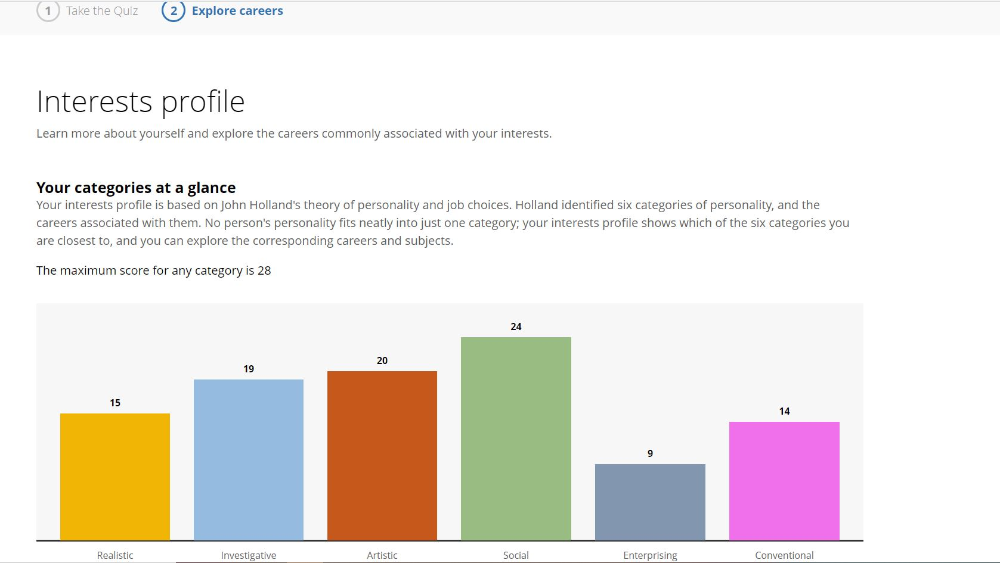 1 Take the Quiz 2 Explore careers
Interests profile
Learn more about yourself and explore the careers commonly associated with your interests.
Your categories at a glance
Your interests profile is based on John Holland's theory of personality and job choices. Holland identified six categories of personality, and the
careers associated with them. No person's personality fits neatly into just one category; your interests profile shows which of the six categories you
are closest to, and you can explore the corresponding careers and subjects.
The maximum score for any category is 28
15 19 20 24 9 14
Realistic Investigative Artistic Social Enterprising Conventional